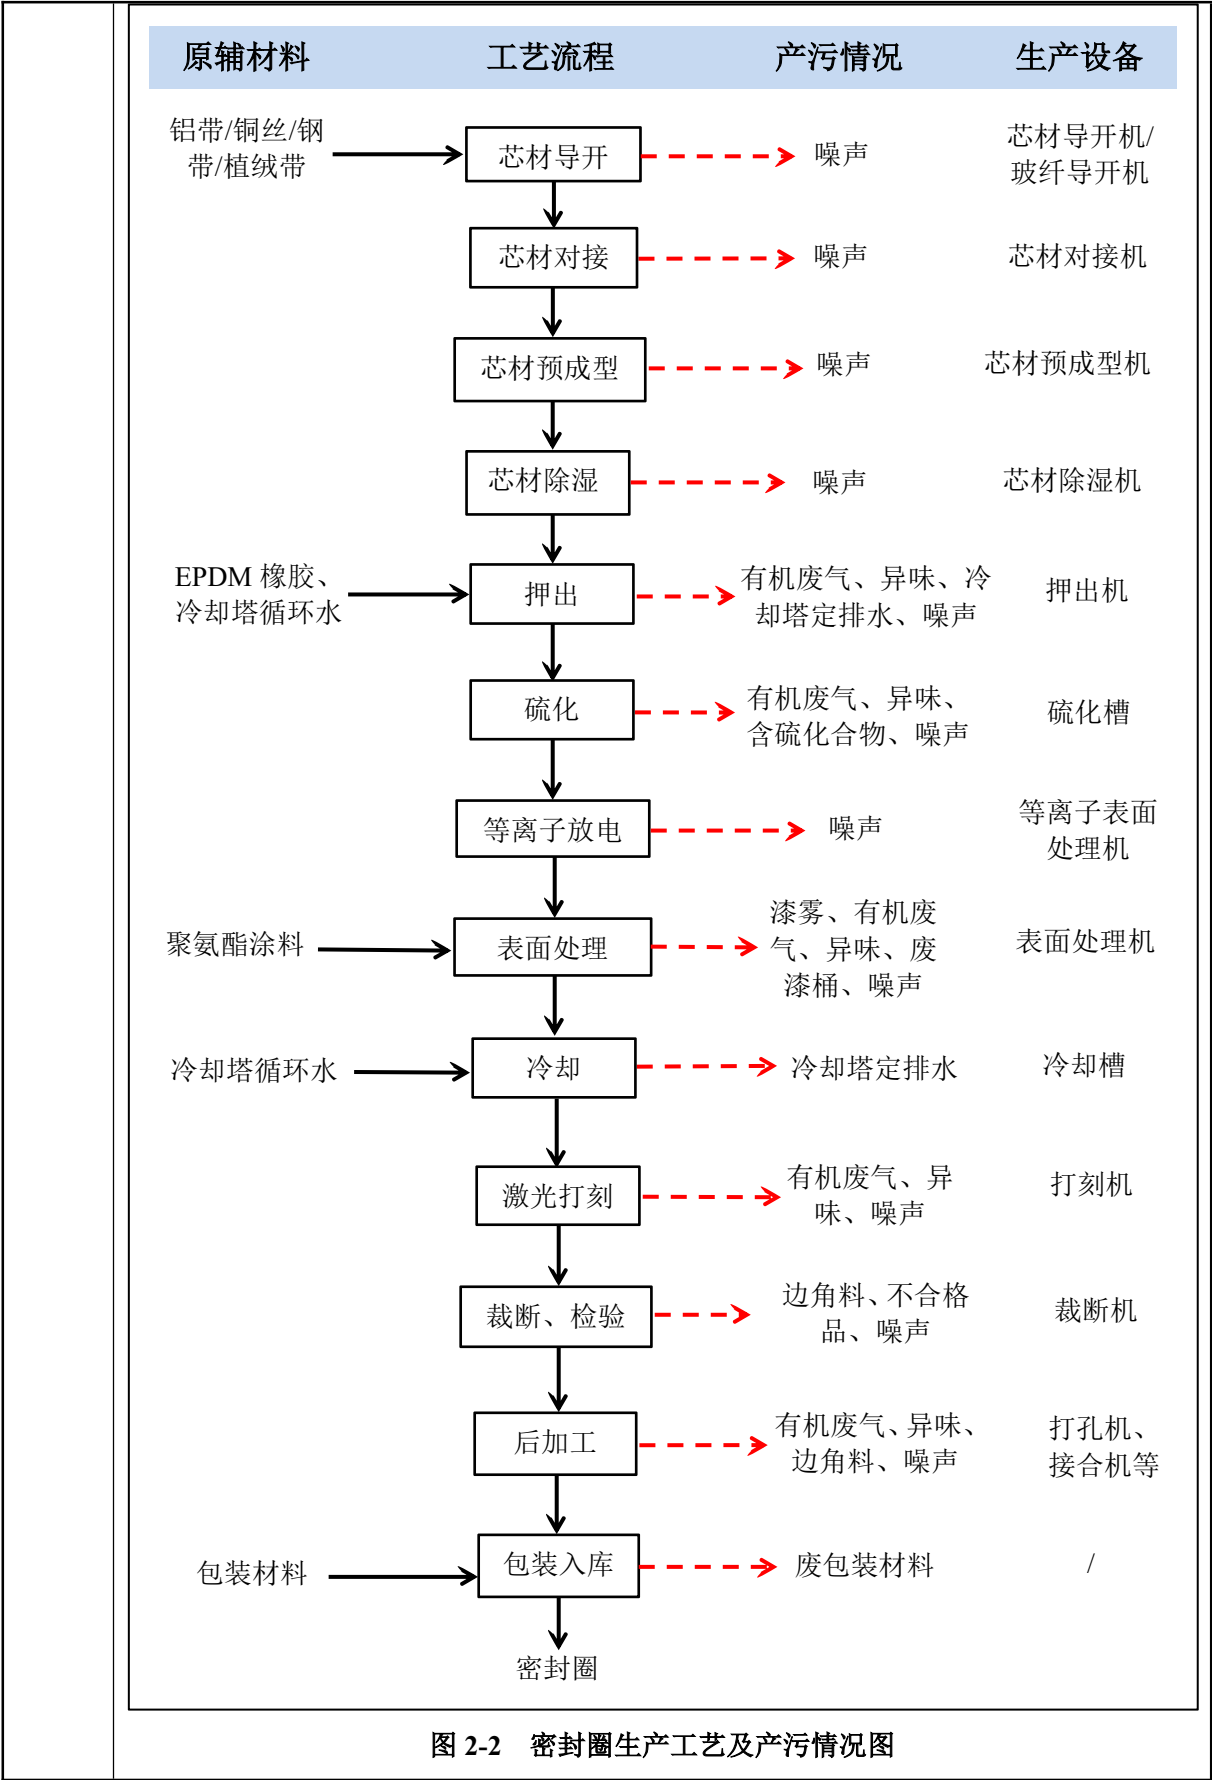 原辅材料 工艺流程 产污情况 生产设备
铝带/铜丝/钢
带/植绒带
芯材导开
噪声
芯材导开机/
玻纤导开机
芯材对接
噪声
芯材对接机
芯材预成型
噪声
芯材预成型机
芯材除湿
噪声
芯材除湿机
EPDM 橡胶、
冷却塔循环水
押出
有机废气、异味、冷
却塔定排水、噪声
押出机
硫化
有机废气、异味、
含硫化合物、噪声
硫化槽
等离子放电
噪声
等离子表面
处理机
聚氨酯涂料
表面处理
漆雾、有机废
气、异味、废
漆桶、噪声
表面处理机
冷却塔循环水
冷却
冷却塔定排水
冷却槽
激光打刻
有机废气、异
味、噪声
打刻机
裁断、检验
边角料、不合格
品、噪声
裁断机
后加工
有机废气、异味、
边角料、噪声
打孔机、
接合机等
包装材料
包装入库
废包装材料
/
密封圈
图 2-2 密封圈生产工艺及产污情况图